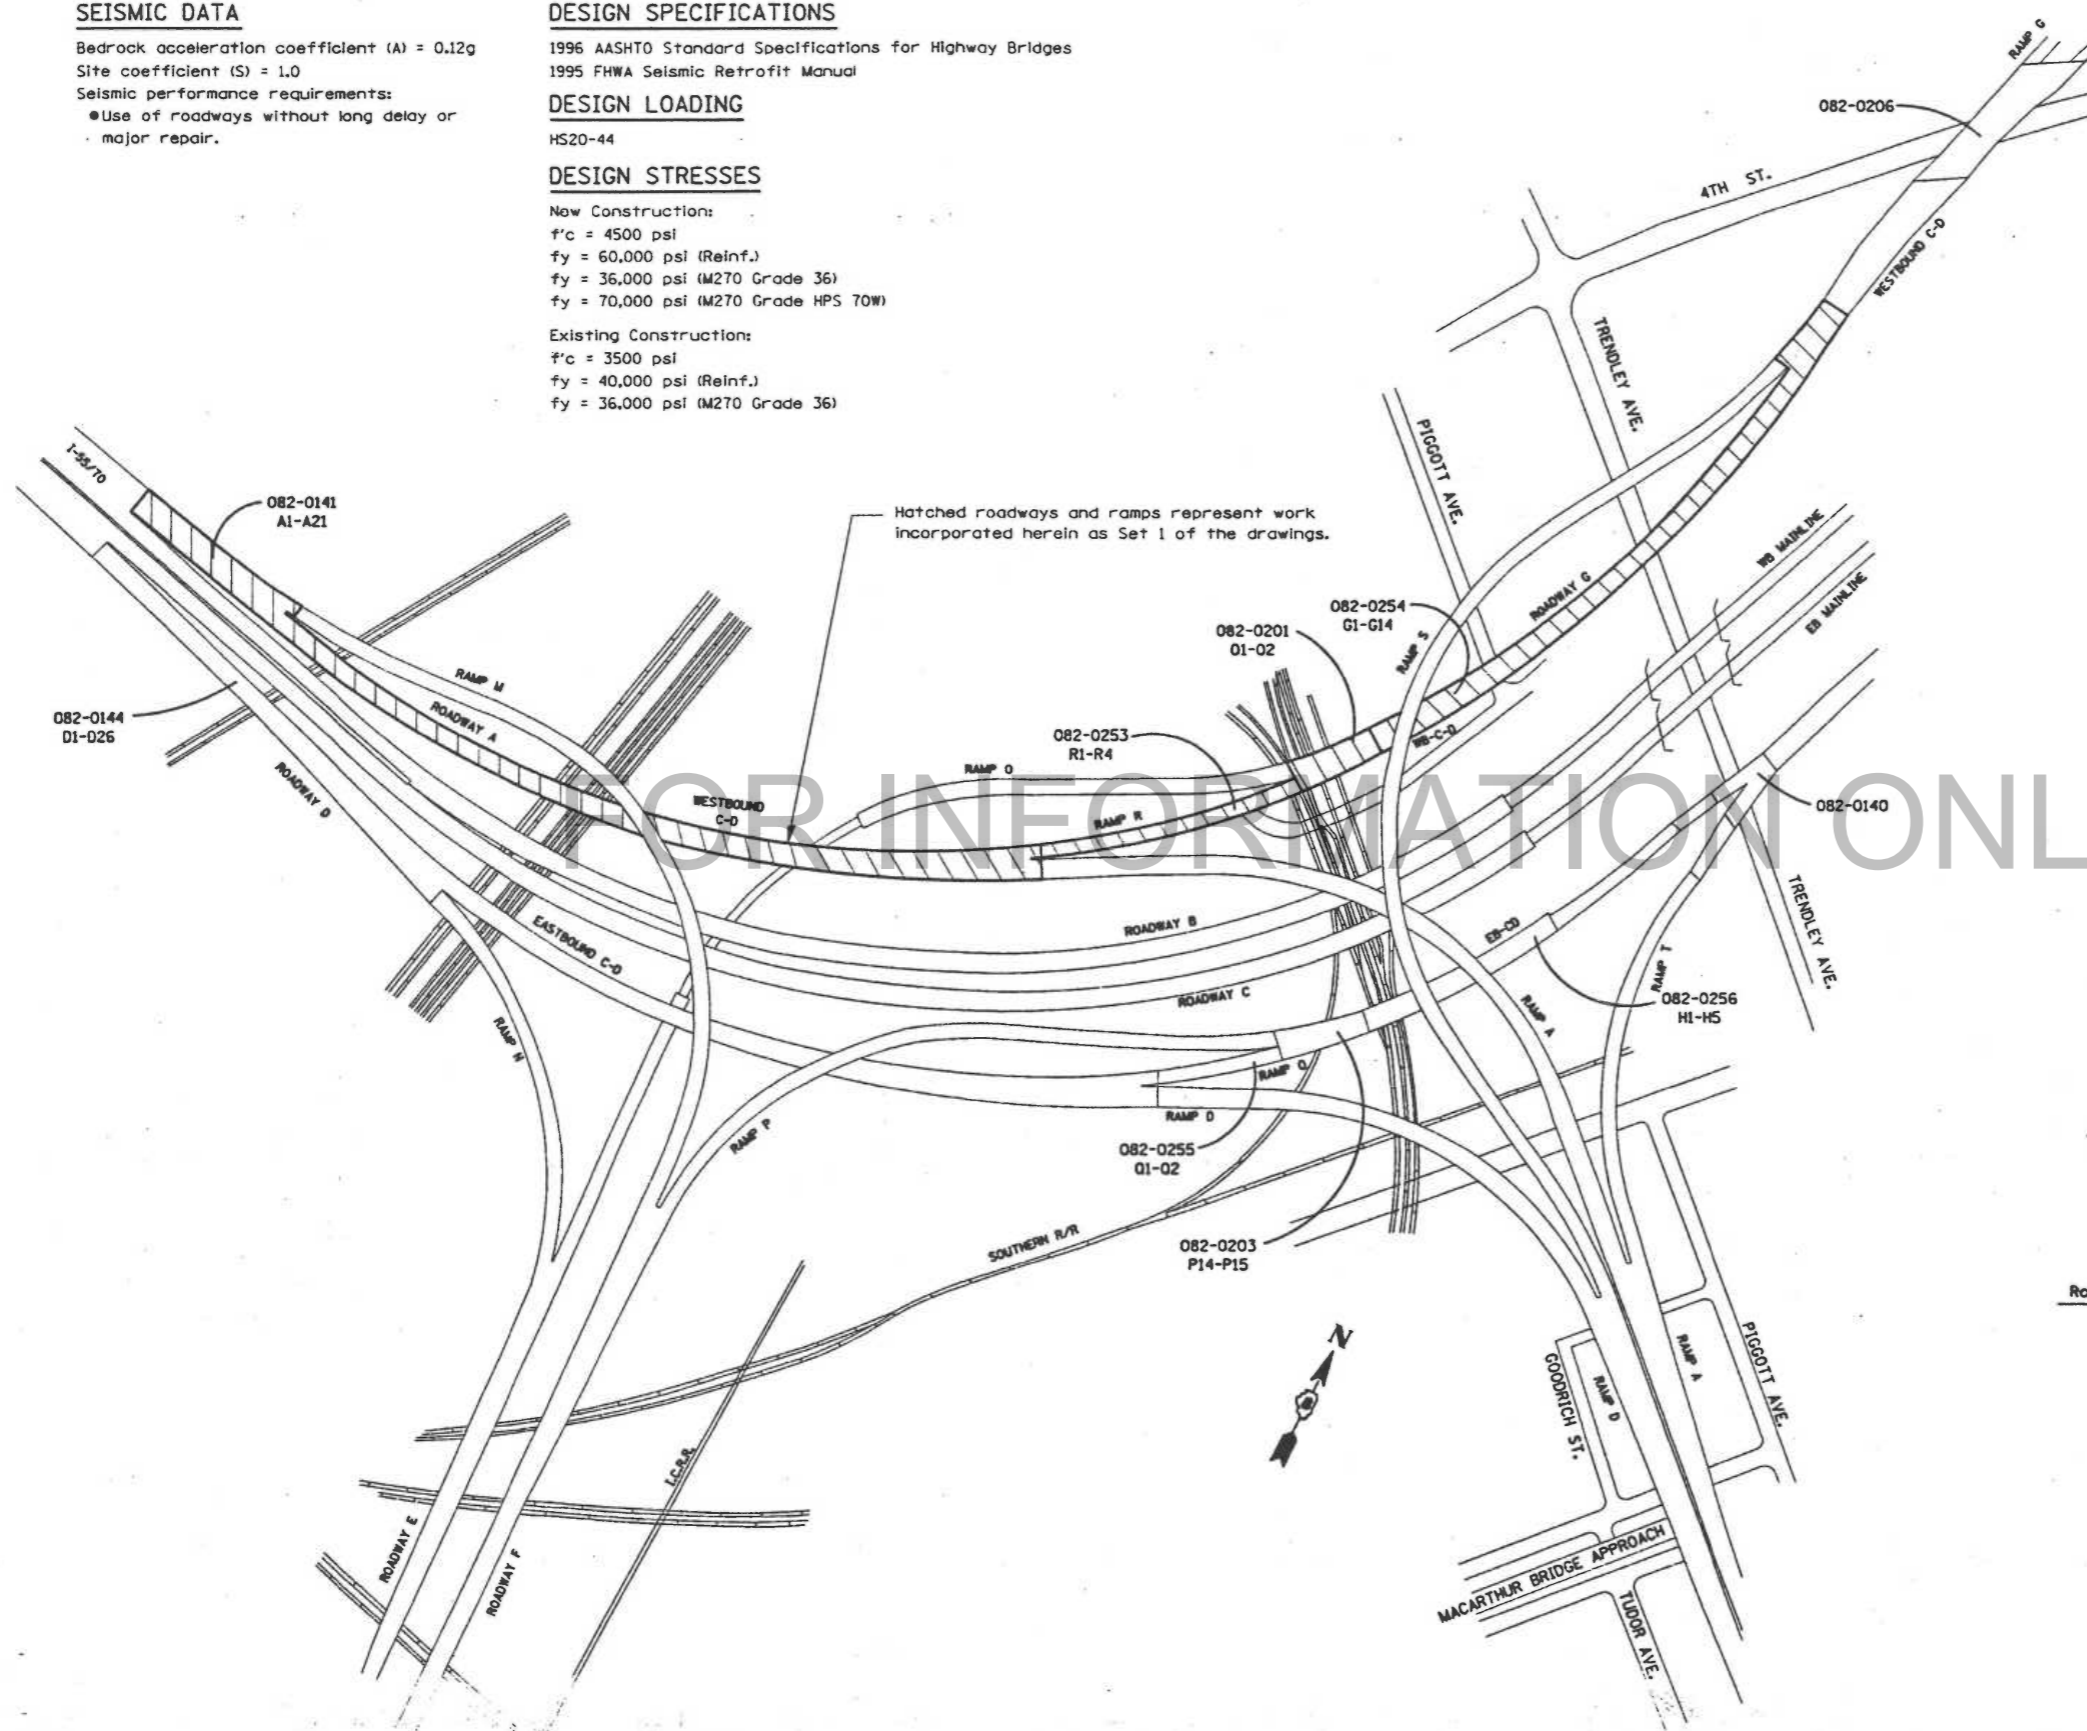 SEISMIC DATA
Bedrock acceleration coefficient (A) = 0.12g
Site coefficient (S) = 1.0
Seismic performance requirements:
●Use of roadways without long delay or
major repair.
DESIGN SPECIFICATIONS
1996 AASHTO Standard Specifications for Highway Bridges
1995 FHWA Seismic Retrofit Manual
DESIGN LOADING
HS20-44
DESIGN STRESSES
New Construction:
f'c = 4500 psi
fy = 60,000 psi (Reinf.)
fy = 36,000 psi (M270 Grade 36)
fy = 70,000 psi (M270 Grade HPS 70W)
Existing Construction:
f'c = 3500 psi
fy = 40,000 psi (Reinf.)
fy = 36,000 psi (M270 Grade 36)
RAMP G
082-0206
4TH ST.
WESTBOUND C-D
TRENDLEY AVE.
PIGGOTT AVE.
I-55/70
082-0141
A1-A21
Hatched roadways and ramps represent work
incorporated herein as Set 1 of the drawings.
WB MAINLINE
EB MAINLINE
ROADWAY G
082-0254
G1-G14
082-0201
O1-O2
RAMP S
RAMP M
ROADWAY A
082-0144
D1-D26
082-0253
R1-R4
WB-C-D
RAMP O
ROADWAY D
WESTBOUND
C-D
RAMP R
082-0140
FOR INFORMATION ONL
TRENDLEY AVE.
ROADWAY B
EASTBOUND C-D
EB-CD
RAMP T
ROADWAY C
082-0256
H1-H5
RAMP A
RAMP N
RAMP Q
RAMP D
RAMP P
082-0255
Q1-Q2
SOUTHERN R/R
082-0203
P14-P15
Ro
N
PIGGOTT AVE.
RAMP A
GOODRICH ST.
RAMP D
I.C.R.R.
ROADWAY E
ROADWAY F
MACARTHUR BRIDGE APPROACH
TUDOR AVE.